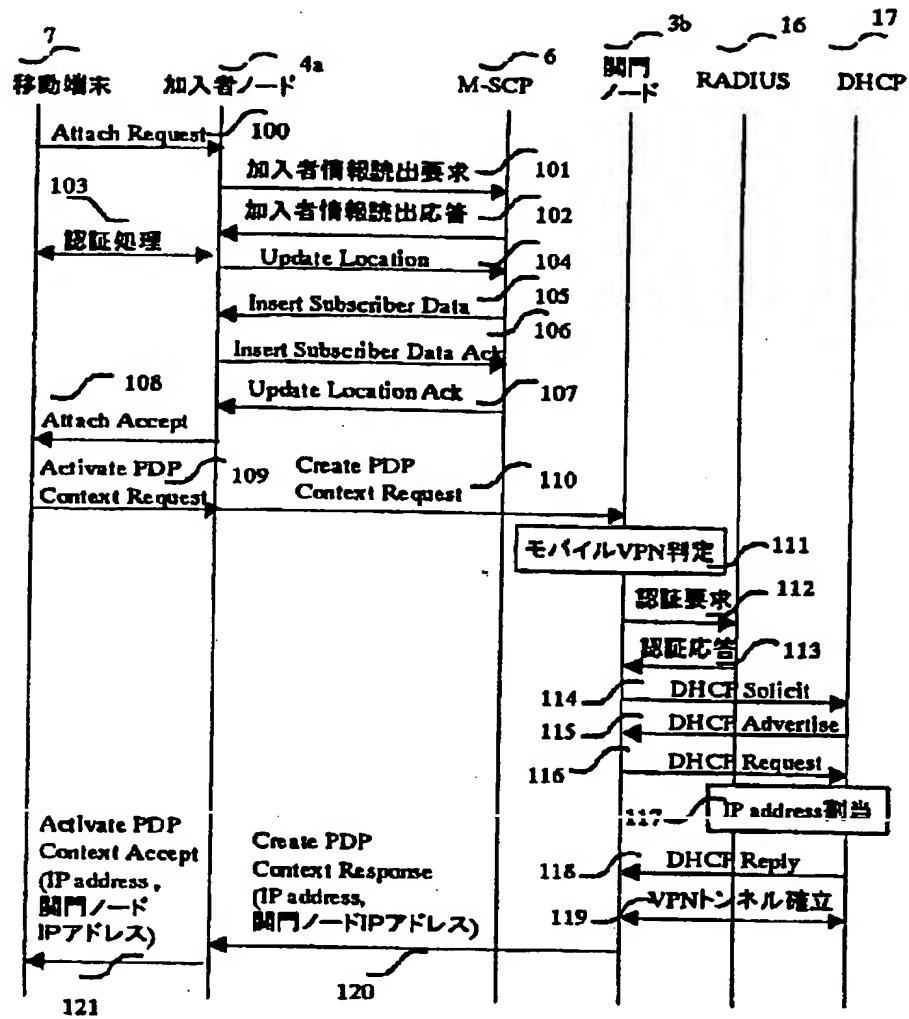 7
4a
6
3b
16
17
移動端末
加入者ノード
M-SCP
関門
ノード
RADIUS
DHCP
Attach Request
100
加入者情報読出要求
101
103
加入者情報読出応答
102
認証処理
Update Location
104
Insert Subscriber Data
105
106
Insert Subscriber Data Ack
108
Update Location Ack
107
Attach Accept
Activate PDP
Context Request
109
Create PDP
Context Request
110
モバイルVPN判定
111
認証要求
112
認証応答
113
114
DHCP Solicit
115
DHCP Advertise
116
DHCP Request
117
IP address割当
Activate PDP
Context Accept
(IP address,
関門ノード
IPアドレス)
Create PDP
Context Response
(IP address,
関門ノードIPアドレス)
118
DHCP Reply
119
VPNトンネル確立
120
121